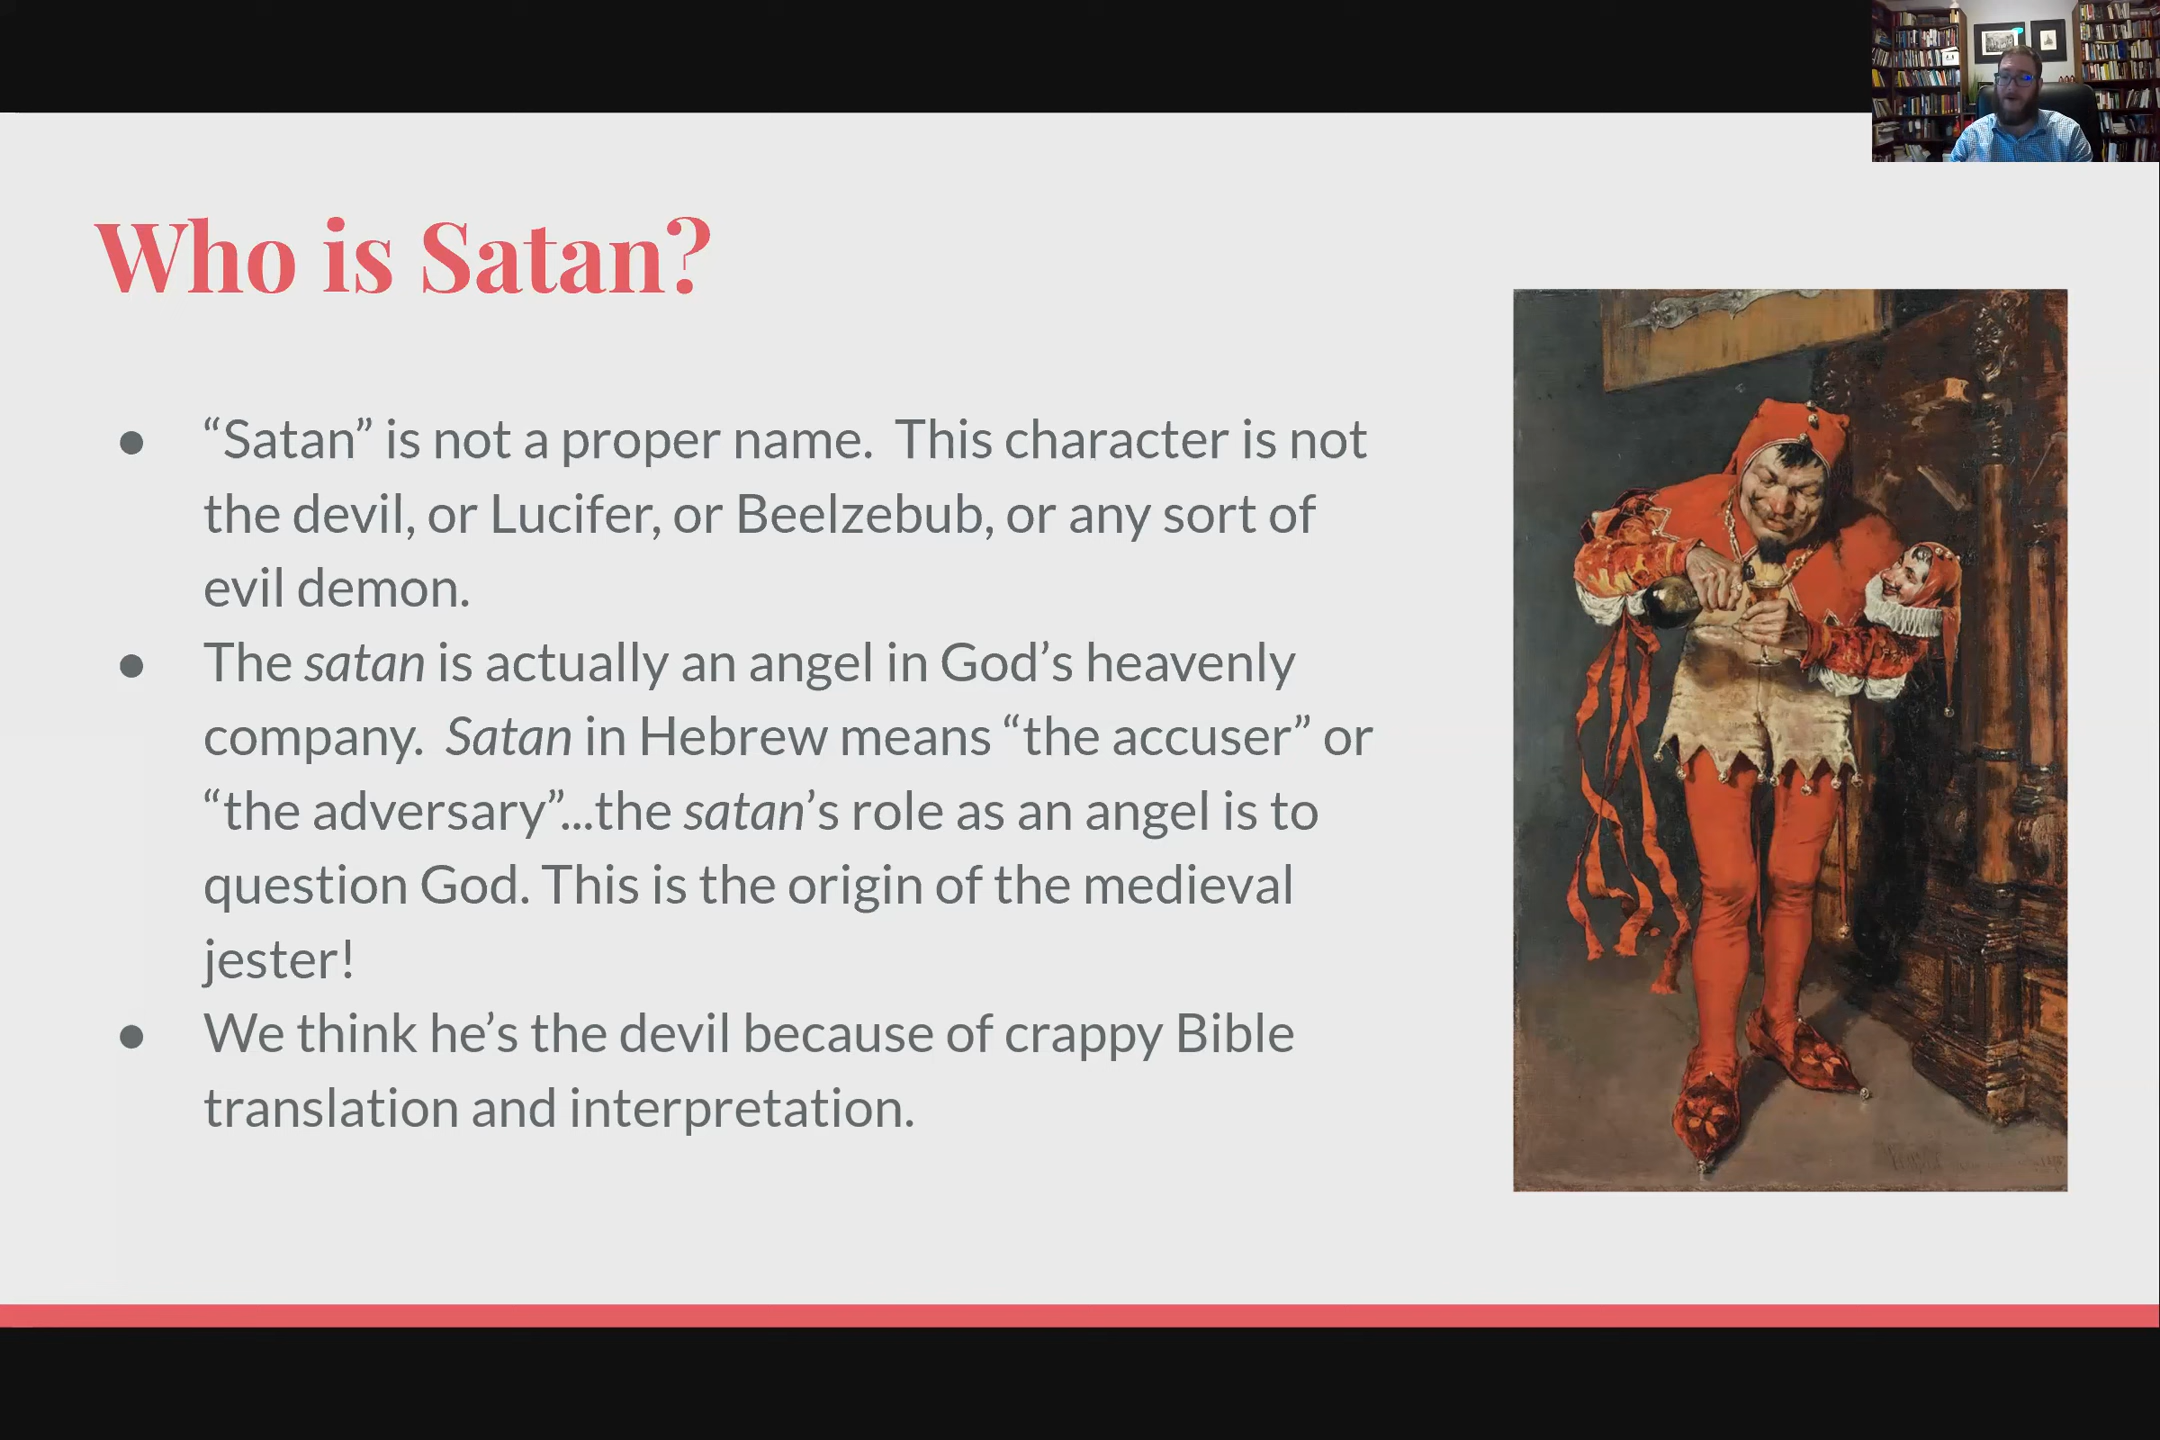 Who is Satan?
● “Satan” is not a proper name.  This character is not
the devil, or Lucifer, or Beelzebub, or any sort of
evil demon.
● The satan is actually an angel in God’s heavenly
company.  Satan in Hebrew means “the accuser” or
“the adversary”...the satan’s role as an angel is to
question God. This is the origin of the medieval
jester!
● We think he’s the devil because of crappy Bible
translation and interpretation.